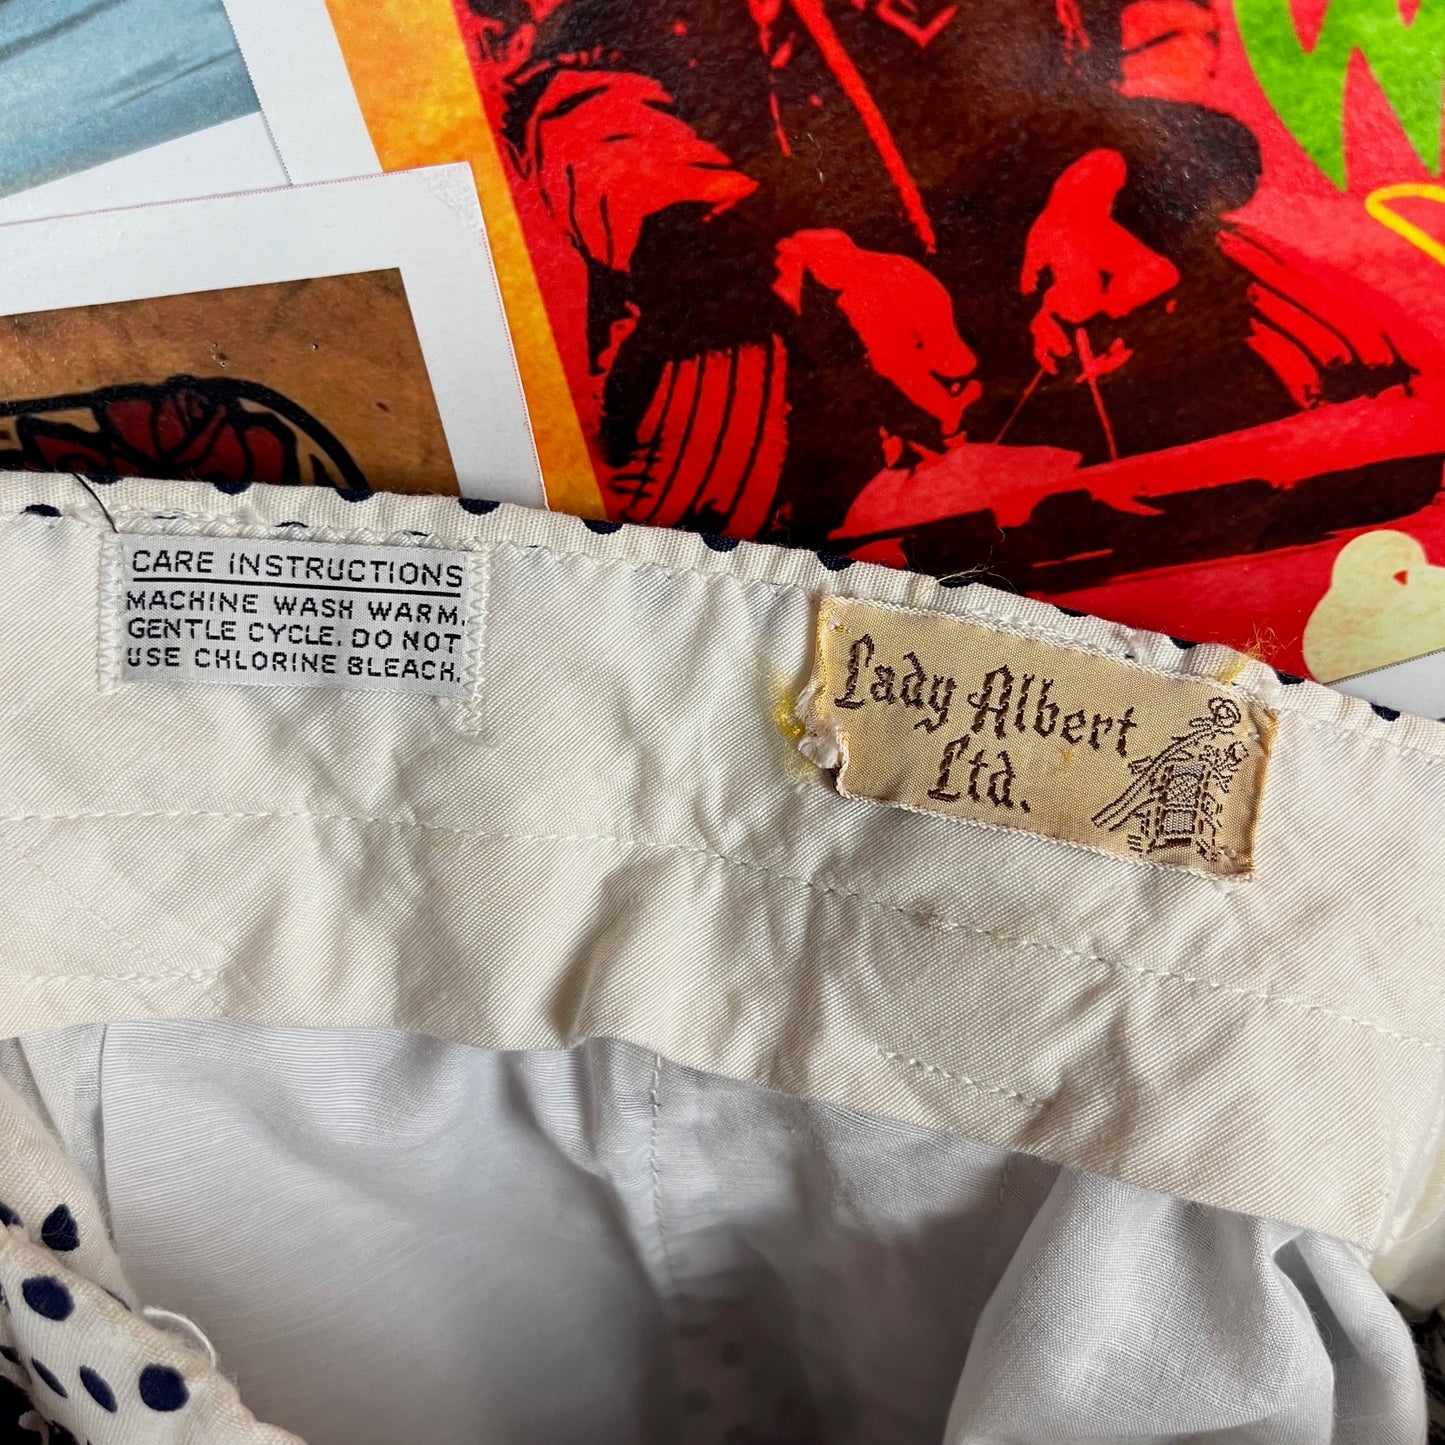 CARE INSTRUCTIONS
MACHINE WASH WARM.
GENTLE CYCLE. DO NOT
USE CHLORINE BLEACH.
Lady Albert
Ltd.